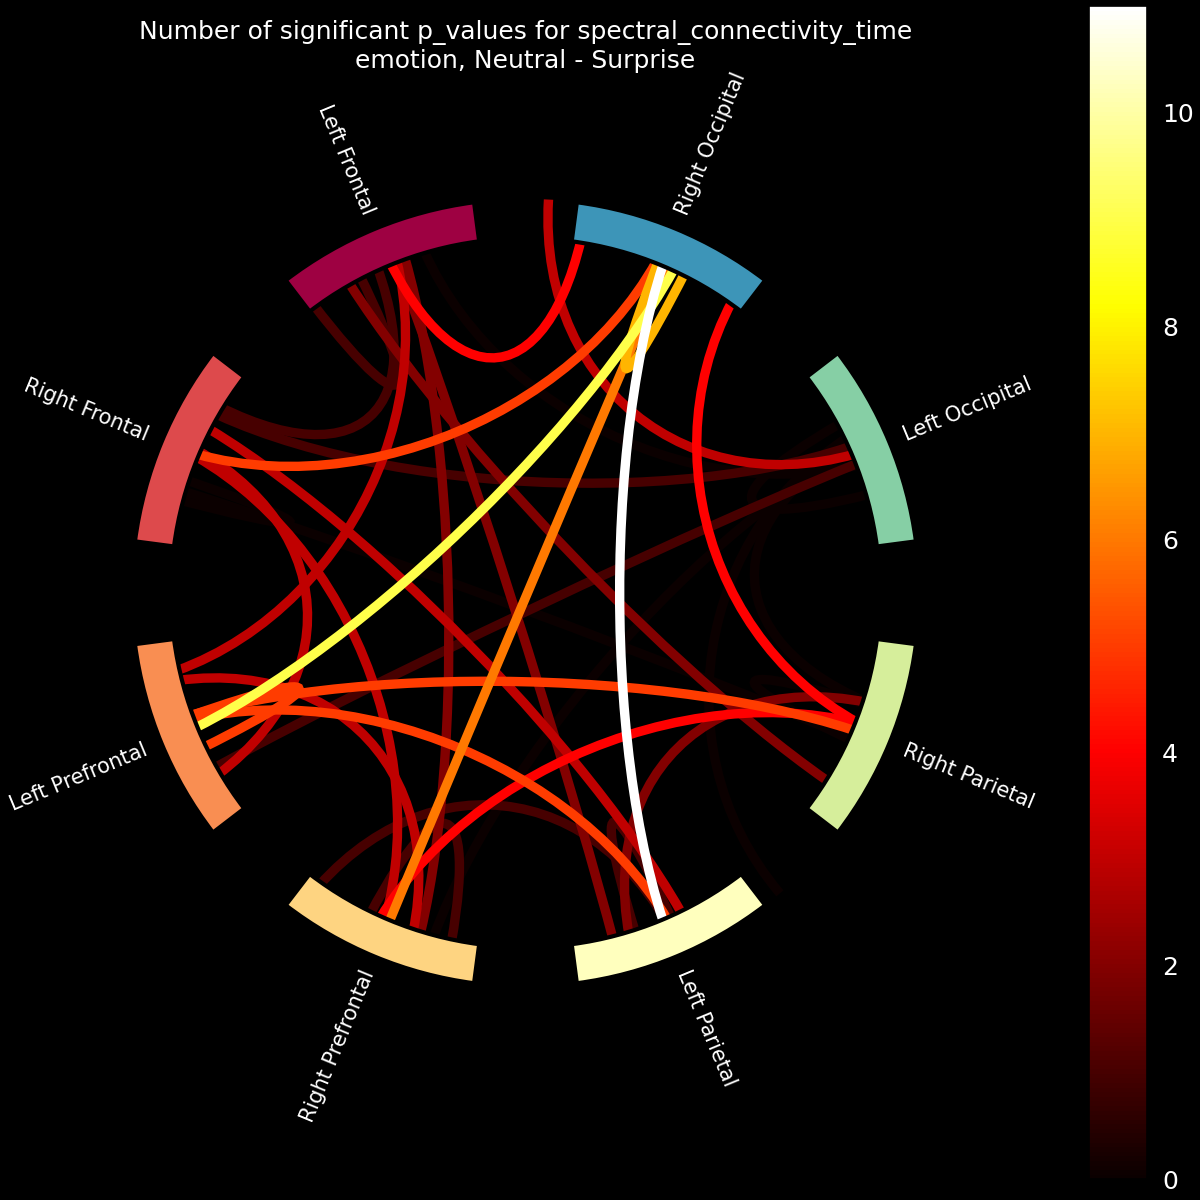 Number of significant p_values for spectral_connectivity_time
emotion, Neutral - Surprise
Left Frontal
Right Occipital
Right Frontal
Left Occipital
Left Prefrontal
Right Parietal
Right Prefrontal
Left Parietal
10
8
6
4
2
0